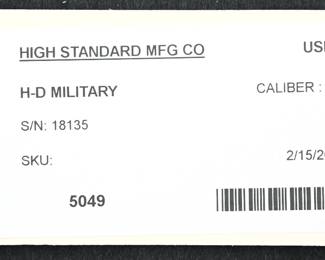 HIGH STANDARD MFG CO
H-D MILITARY
CALIBER :
S/N: 18135
SKU:
5049